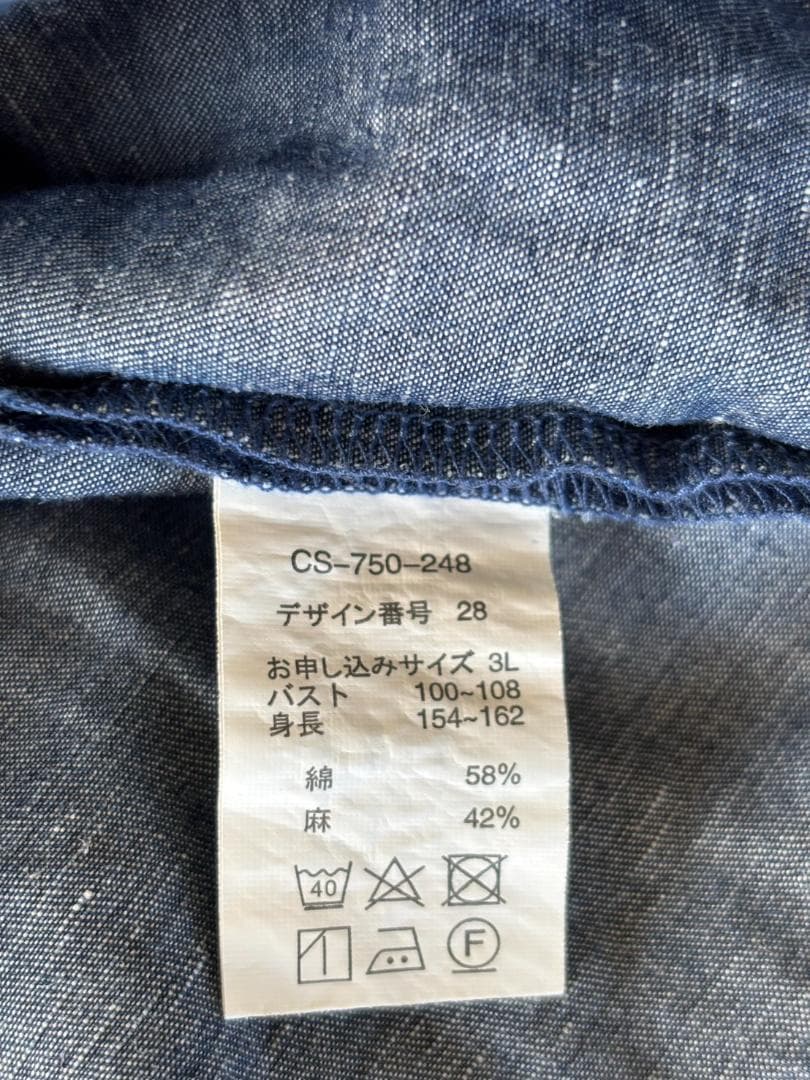 CS-750-248
デザイン番号 28
お申し込みサイズ 3L
バスト 100~108
身長 154~162
綿 58%
麻 42%
40
F